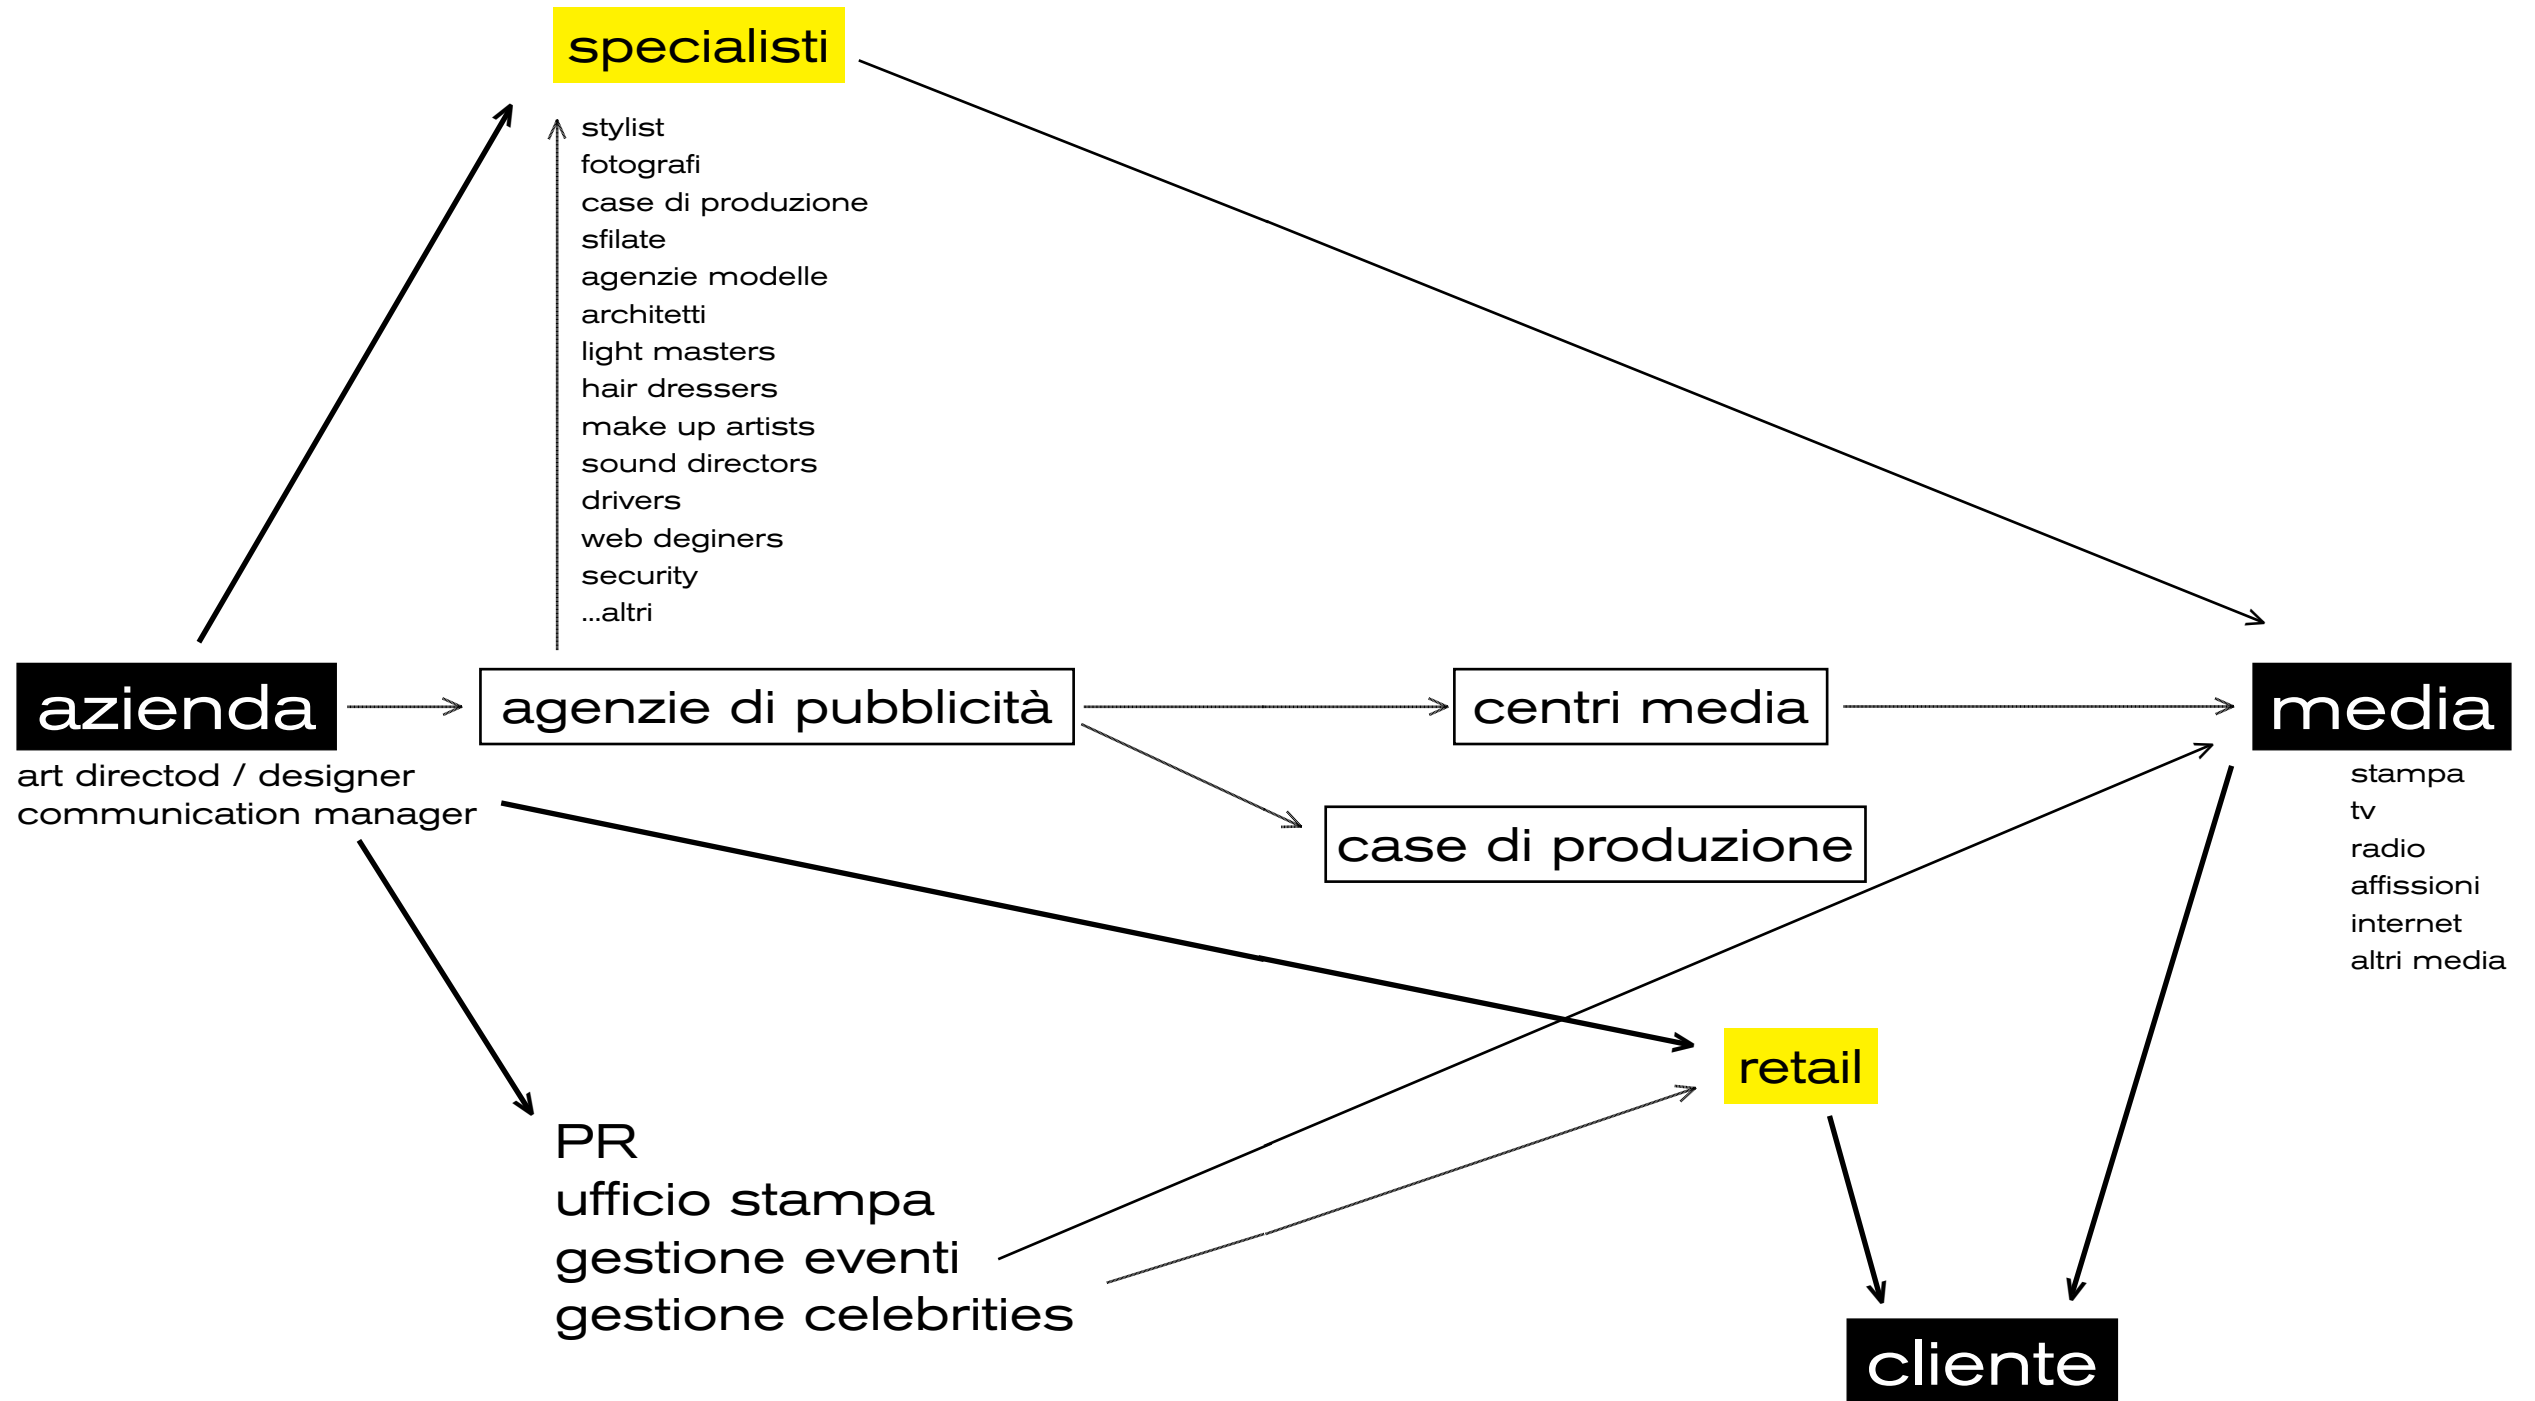 specialisti
stylist
fotografi
case di produzione
sfilate
agenzie modelle
architetti
light masters
hair dressers
make up artists
sound directors
drivers
web deginers
security
...altri
azienda
art directod / designer
communication manager
agenzie di pubblicità
centri media
case di produzione
media
stampa
tv
radio
affissioni
internet
altri media
retail
PR
ufficio stampa
gestione eventi
gestione celebrities
cliente